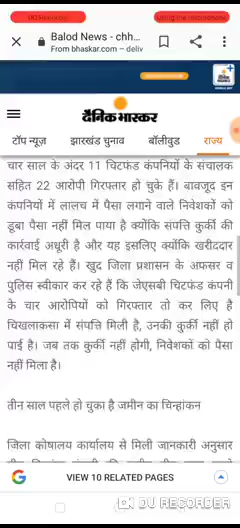 Balod News - chh...
From bhaskar.com – deliv
दैनिक भास्कर
टॉप न्यूज़ झारखंड चुनाव बॉलीवुड राज्य
चार साल के अंदर 11 चिटफंड कंपनियों के संचालक
सहित 22 आरोपी गिरफ्तार हो चुके हैं। बावजूद इन
कंपनियों में लालच में पैसा लगाने वाले निवेशकों को
डूबा पैसा नहीं मिल पाया है क्योंकि संपत्ति कुर्की की
कार्रवाई अधूरी है और यह इसलिए क्योंकि खरीददार
नहीं मिल रहे हैं। खुद जिला प्रशासन के अफसर व
पुलिस स्वीकार कर रहे हैं कि जेएसबी चिटफंड कंपनी
के चार आरोपियों को गिरफ्तार तो कर लिए है
चिखलाकसा में संपत्ति मिली है, उनकी कुर्की नहीं हो
पाई है। जब तक कुर्की नहीं होगी, निवेशकों को पैसा
नहीं मिला है।
तीन साल पहले हो चुका है जमीन का चिन्हांकन
जिला कोषालय कार्यालय से मिली जानकारी अनुसार
VIEW 10 RELATED PAGES
DU RECORDER